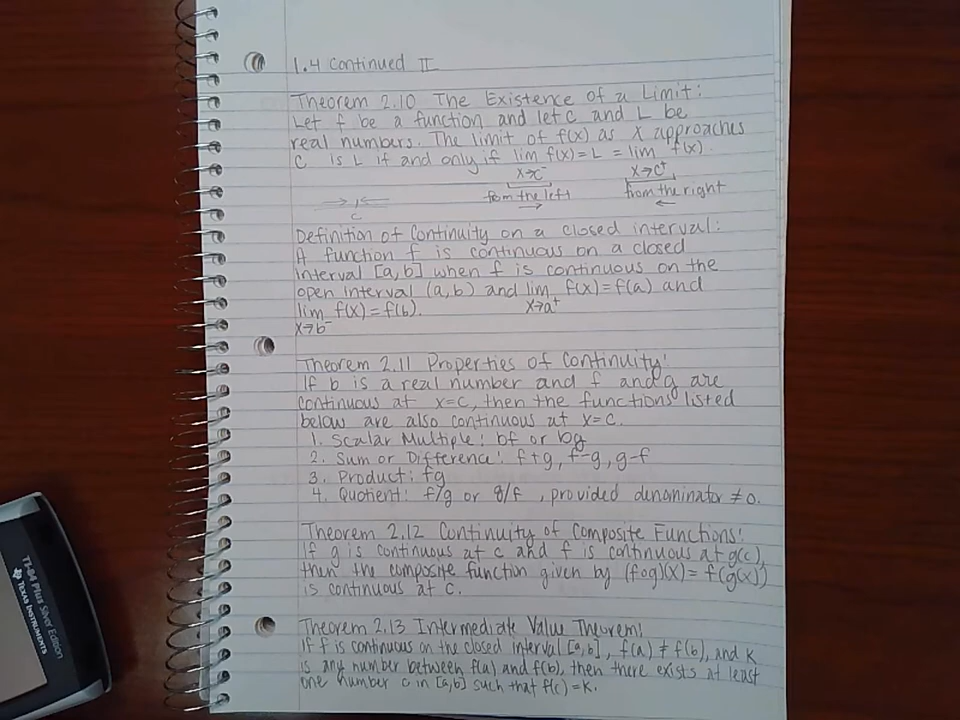 1.4 Continued II
Theorem 2.10 The Existence of a Limit:
Let f be a function and let c and L be
real numbers. The limit of f(x) as x approaches
C is L if and only if lim f(x) = L = lim f(x).
x→c⁻ x→c⁺
from the left from the right
→ ← → ←
c
Definition of Continuity on a closed interval:
A function f is continuous on a closed
interval [a,b] when f is continuous on the
open interval (a,b) and lim f(x) = f(a) and
lim f(x) = f(b). x→a⁺
x→b⁻
Theorem 2.11 Properties of Continuity:
If b is a real number and f and g are
continuous at x=c, then the functions listed
below are also continuous at x=c.
1. Scalar Multiple: bf or bg
2. Sum or Difference: f+g, f-g, g-f
3. Product: fg
4. Quotient: f/g or g/f, provided denominator ≠0.
Theorem 2.12 Continuity of Composite Functions:
If g is continuous at c and f is continuous at g(c),
then the composite function given by (fog)(x) = f(g(x))
is continuous at c.
Theorem 2.13 Intermediate Value Theorem:
If f is continuous on the closed interval [a,b], f(a) ≠ f(b), and K
is any number between f(a) and f(b), then there exists at least
one number c in [a,b] such that f(c) = K.
TI-84 Plus Silver Edition
TEXAS INSTRUMENTS